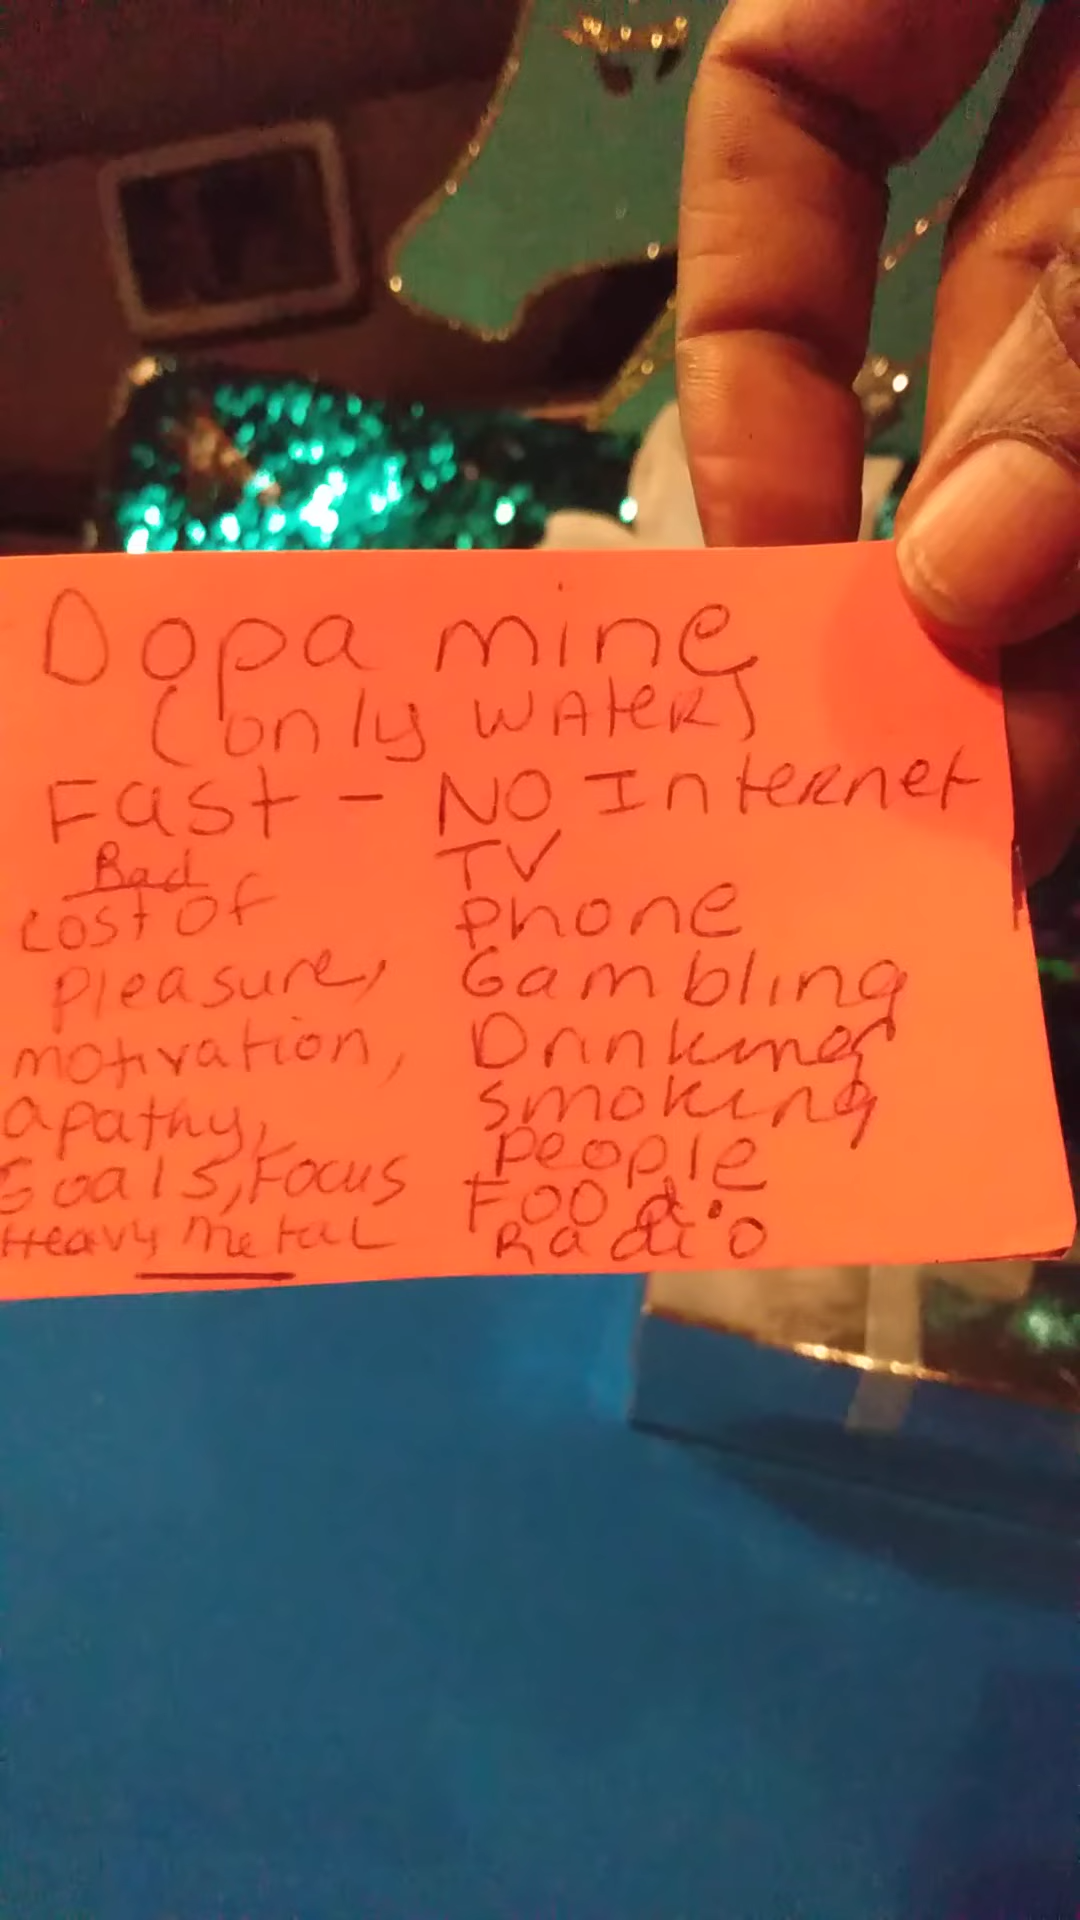 Dopamine
(only WAteR)
Fast - NO Internet
TV
Bad
cost of
Phone
Pleasure,
Gambling
motivation,
Drinking
apathy,
smoking
People
Goals, Focus
Food.
Heavy Metal
Radio